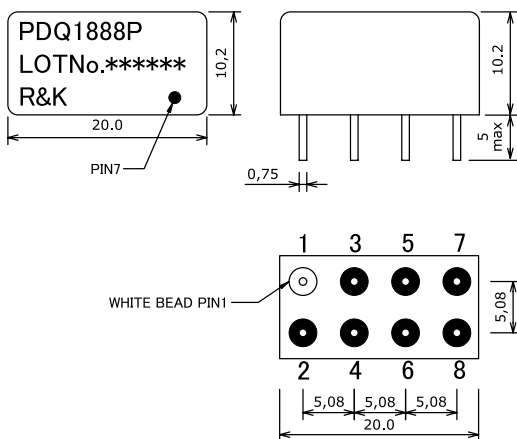 PDQ1888P
LOTNo.******
R&K
10,2
20.0
PIN7
10.2
5
max
0,75
1 3 5 7
WHITE BEAD PIN1
5,08
2 4 6 8
5,08 5,08 5,08
20.0